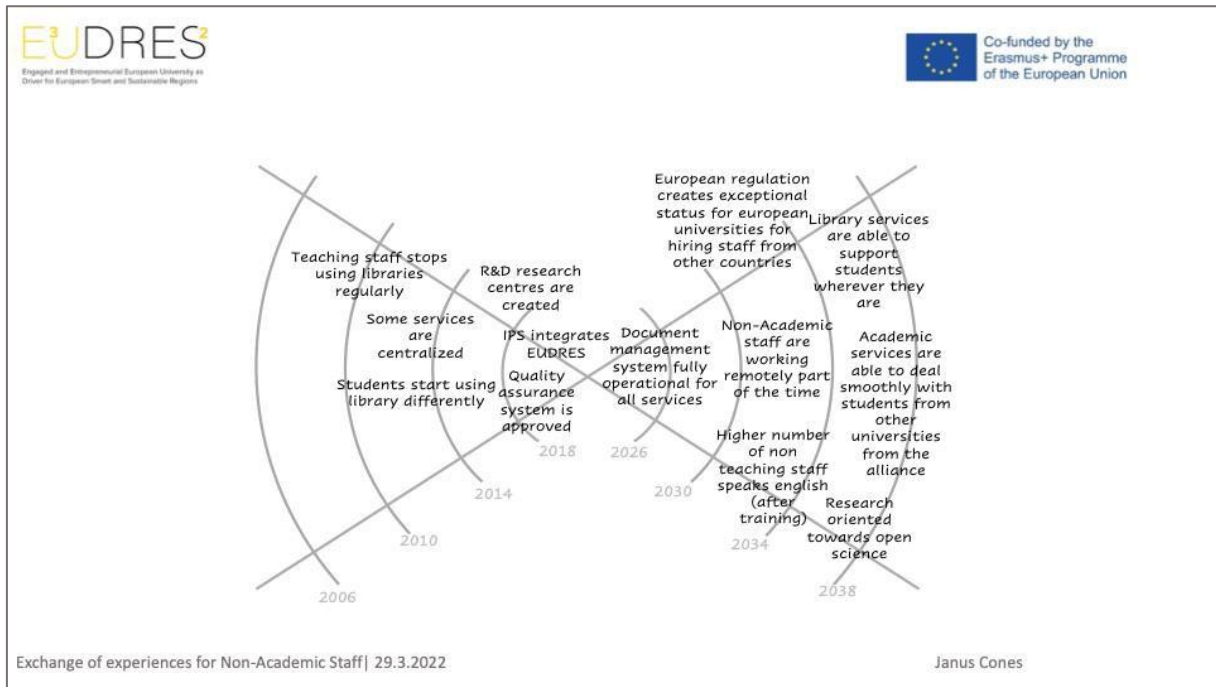 E³UDRES²
Engaged and Entrepreneurial European University as
Driver for European Smart and Sustainable Regions
Co-funded by the
Erasmus+ Programme
of the European Union
Teaching staff stops
using libraries
regularly
Some services
are
centralized
Students start using
library differently
R&D research
centres are
created
IPS integrates
EUDRES
Quality
assurance
system is
approved
Document
management
system fully
operational for
all services
European regulation
creates exceptional
status for european
universities for
hiring staff from
other countries
Non-Academic
staff are
working
remotely part
of the time
Higher number
of non
teaching staff
speaks english
(after
training)
Library services
are able to
support
students
wherever they
are
Academic
services are
able to deal
smoothly with
students from
other
universities
from the
alliance
Research
oriented
towards open
science
2006
2010
2014
2018
2026
2030
2034
2038
Exchange of experiences for Non-Academic Staff| 29.3.2022
Janus Cones